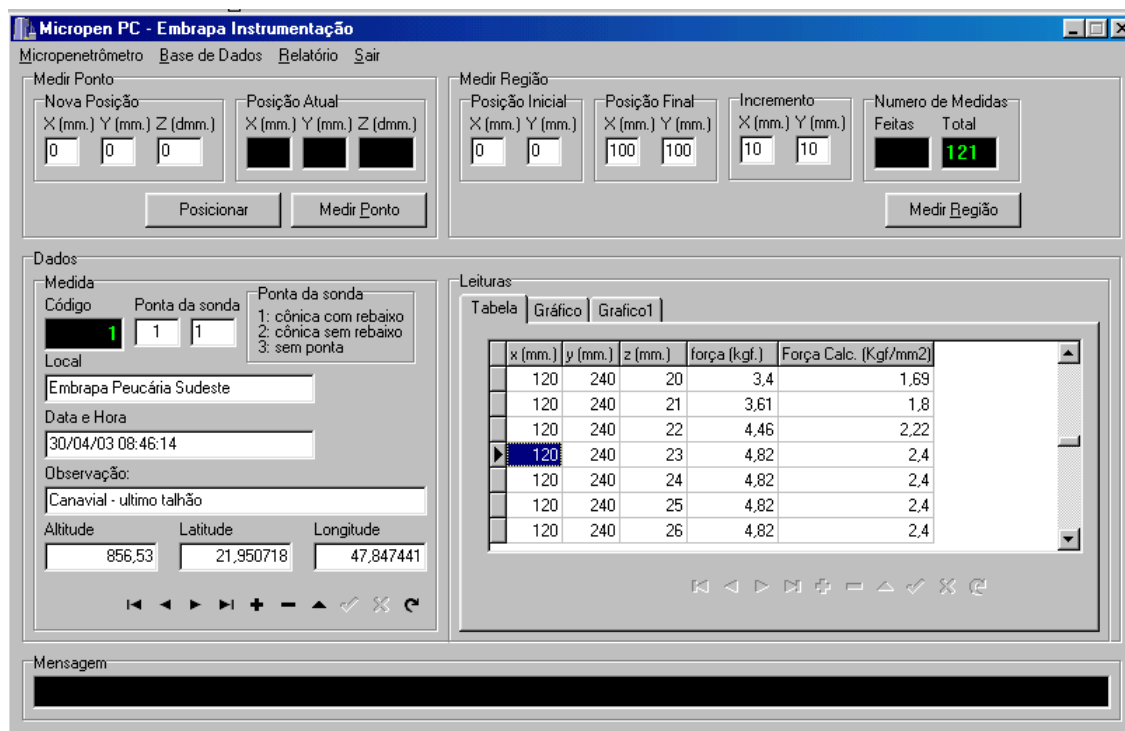 Micropen PC - Embrapa Instrumentação
Micropenetrômetro Base de Dados Relatório Sair
Medir Ponto
Nova Posição
X (mm.) Y (mm.) Z (dmm.)
0 0 0
Posição Atual
X (mm.) Y (mm.) Z (dmm.)
Posicionar
Medir Ponto
Medir Região
Posição Inicial
X (mm.) Y (mm.)
0 0
Posição Final
X (mm.) Y (mm.)
100 100
Incremento
X (mm.) Y (mm.)
10 10
Numero de Medidas
Feitas Total
121
Medir Região
Dados
Medida
Código
1
Ponta da sonda
1 1
Ponta da sonda
1: cônica com rebaixo
2: cônica sem rebaixo
3: sem ponta
Local
Embrapa Peucária Sudeste
Data e Hora
30/04/03 08:46:14
Observação:
Canavial - ultimo talhão
Altitude Latitude Longitude
856,53 21,950718 47,847441
Leituras
Tabela Gráfico Grafico1
x (mm.) y (mm.) z (mm.) força (kgf.) Força Calc. (Kgf/mm2)
120 240 20 3,4 1,69
120 240 21 3,61 1,8
120 240 22 4,46 2,22
120 240 23 4,82 2,4
120 240 24 4,82 2,4
120 240 25 4,82 2,4
120 240 26 4,82 2,4
Mensagem